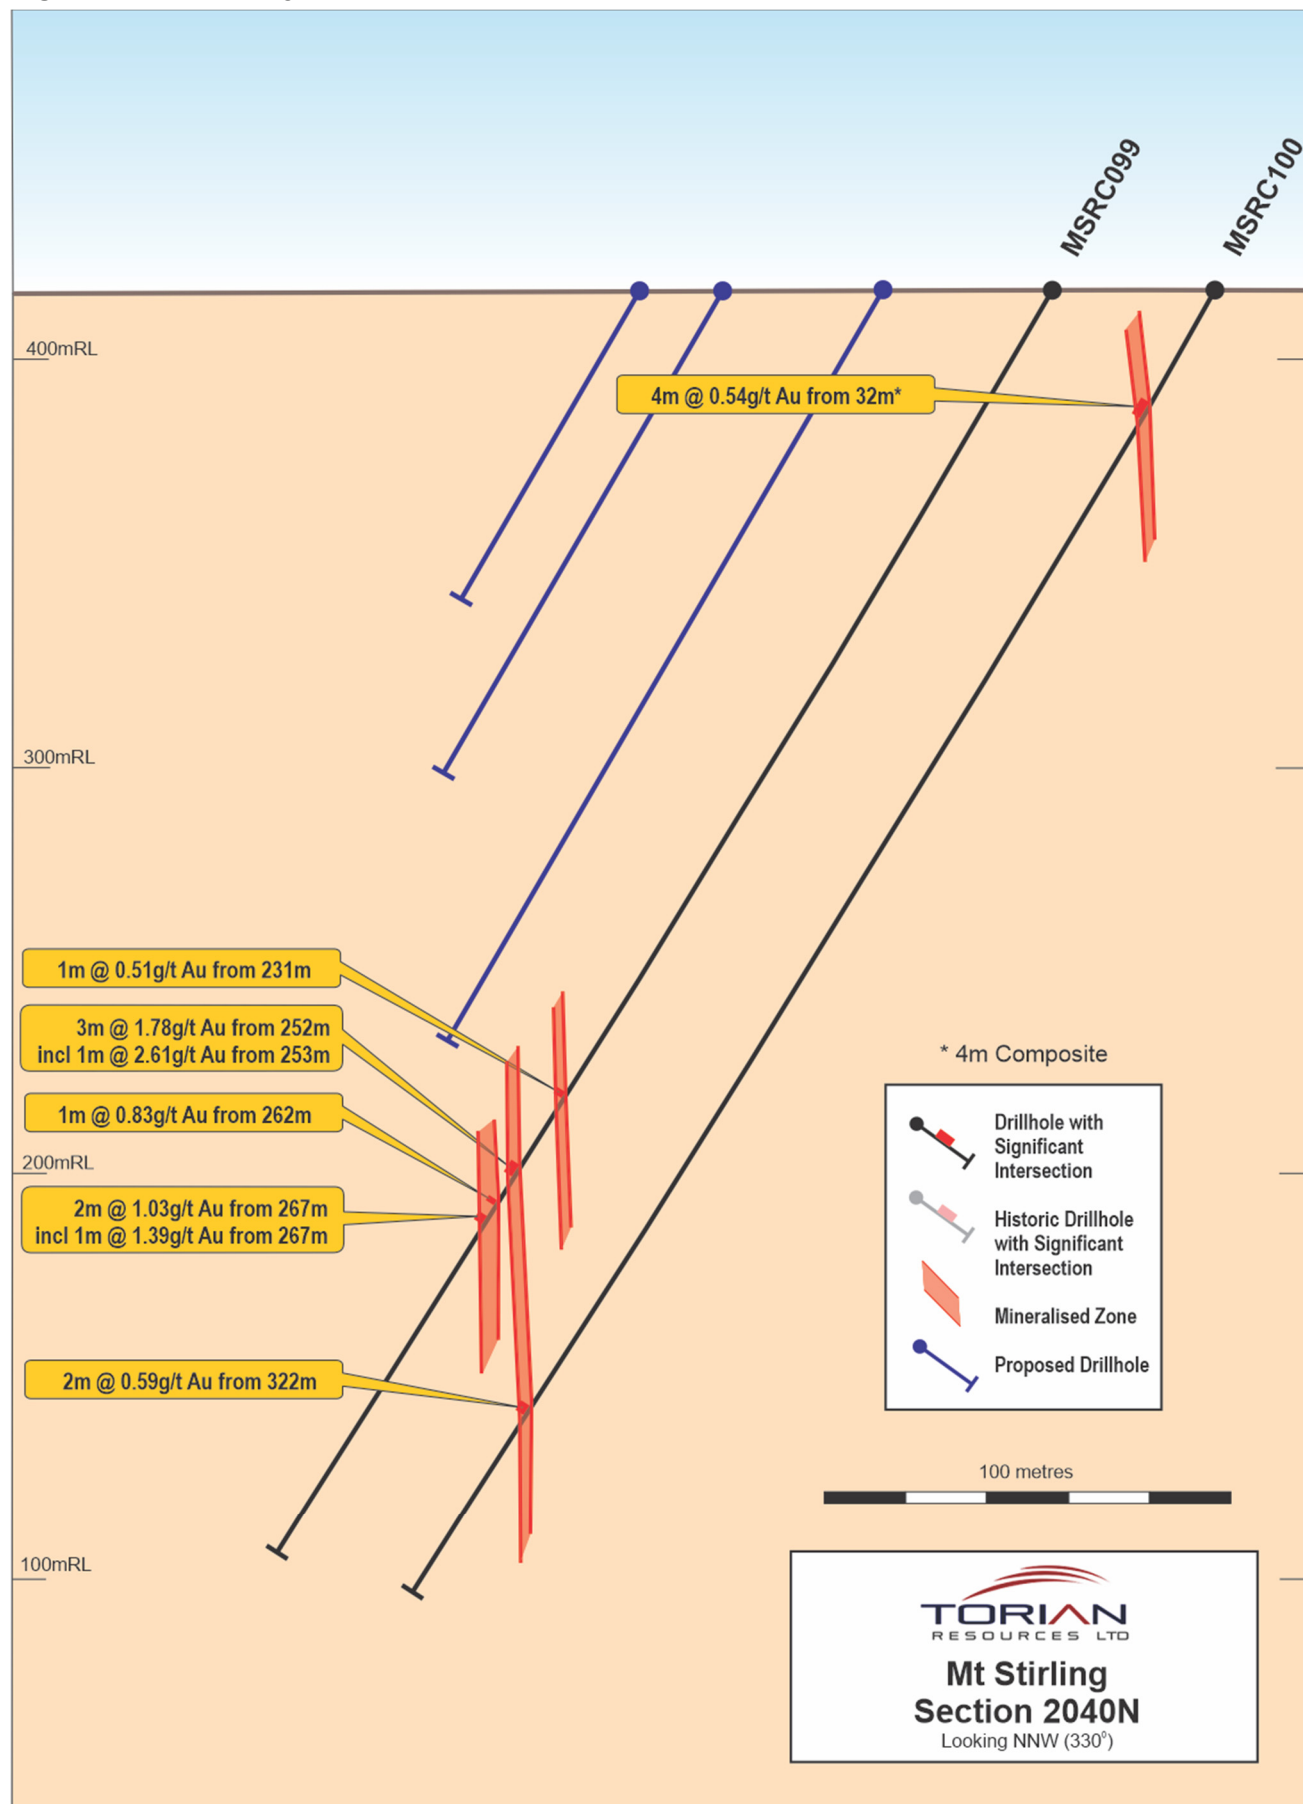 MSRC099
MSRC100
400mRL
4m @ 0.54g/t Au from 32m*
300mRL
1m @ 0.51g/t Au from 231m
3m @ 1.78g/t Au from 252m
incl 1m @ 2.61g/t Au from 253m
1m @ 0.83g/t Au from 262m
200mRL
2m @ 1.03g/t Au from 267m
incl 1m @ 1.39g/t Au from 267m
2m @ 0.59g/t Au from 322m
100mRL
* 4m Composite
Drillhole with
Significant
Intersection
Historic Drillhole
with Significant
Intersection
Mineralised Zone
Proposed Drillhole
100 metres
TORIAN
RESOURCES LTD
Mt Stirling
Section 2040N
Looking NNW (330⁰)